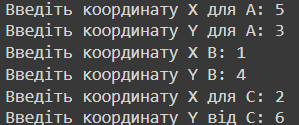 Введіть координату X для A: 5
Введіть координату Y для A: 3
Введіть координату X B: 1
Введіть координату Y B: 4
Введіть координату X для C: 2
Введіть координату Y від C: 6